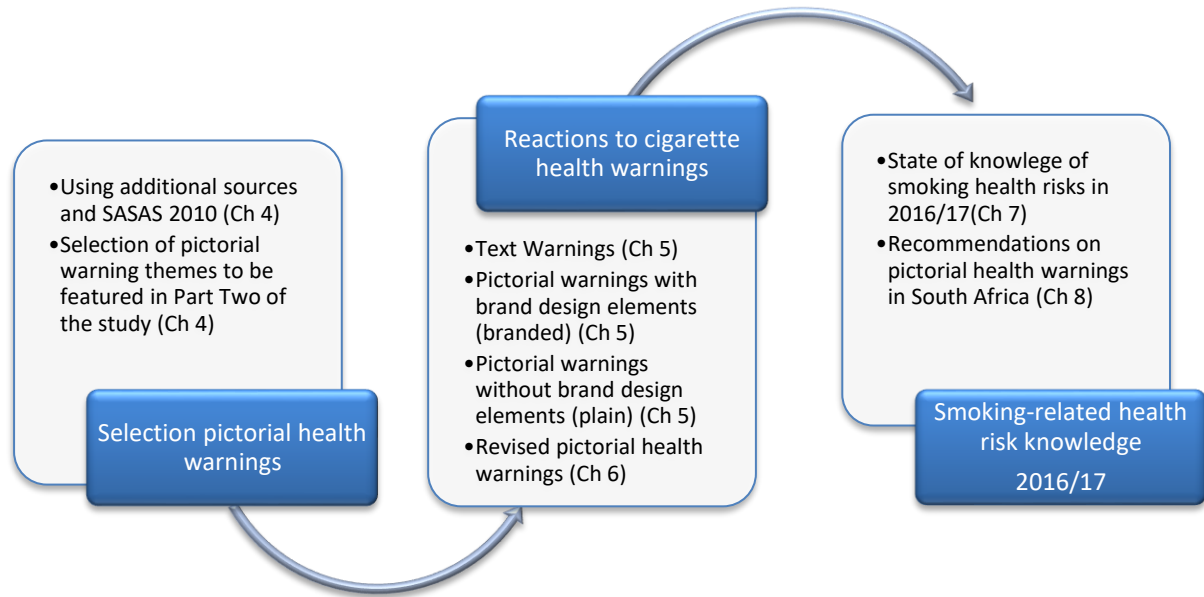 •Using additional sources
and SASAS 2010 (Ch 4)
•Selection of pictorial
warning themes to be
featured in Part Two of
the study (Ch 4)
Selection pictorial health
warnings
Reactions to cigarette
health warnings
•Text Warnings (Ch 5)
•Pictorial warnings with
brand design elements
(branded) (Ch 5)
•Pictorial warnings
without brand design
elements (plain) (Ch 5)
•Revised pictorial health
warnings (Ch 6)
•State of knowlege of
smoking health risks in
2016/17(Ch 7)
•Recommendations on
pictorial health warnings
in South Africa (Ch 8)
Smoking-related health
risk knowledge
2016/17